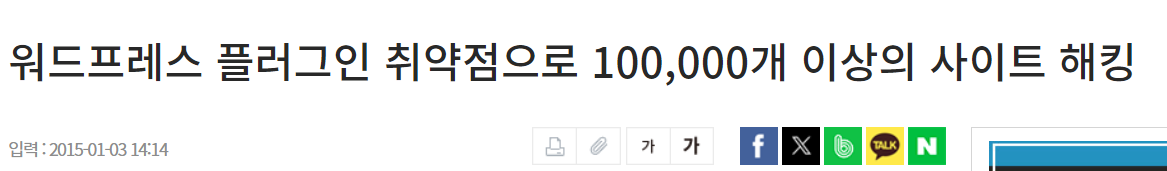 워드프레스 플러그인 취약점으로 100,000개 이상의 사이트 해킹
입력 : 2015-01-03 14:14
가 가 f X TALK N